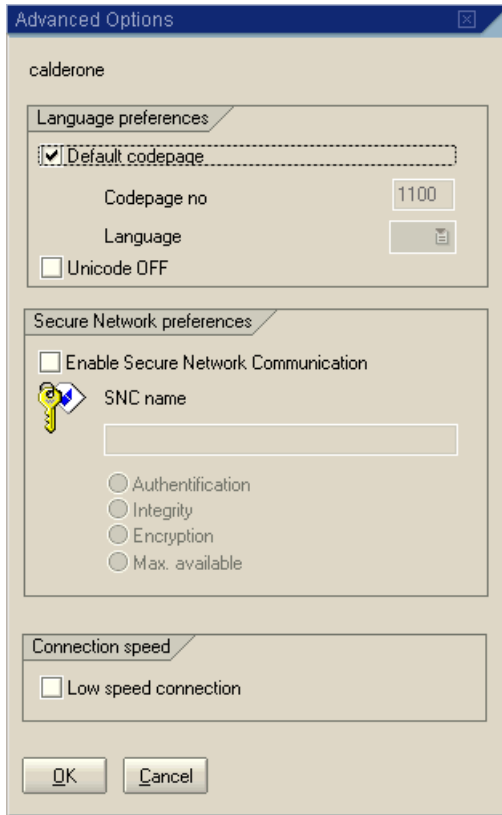 Advanced Options
calderone
Language preferences
Default codepage
Codepage no 1100
Language
Unicode OFF
Secure Network preferences
Enable Secure Network Communication
SNC name
Authentification
Integrity
Encryption
Max. available
Connection speed
Low speed connection
OK Cancel